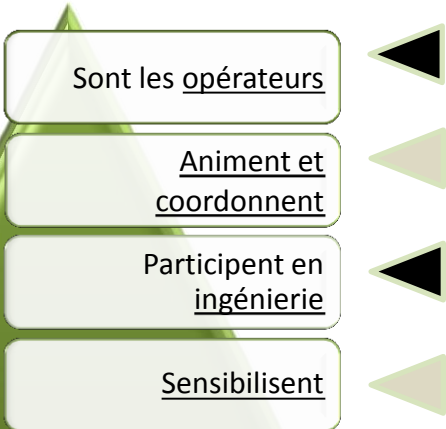 Sont les opérateurs
Animent et
coordonnent
Participent en
ingénierie
Sensibilisent